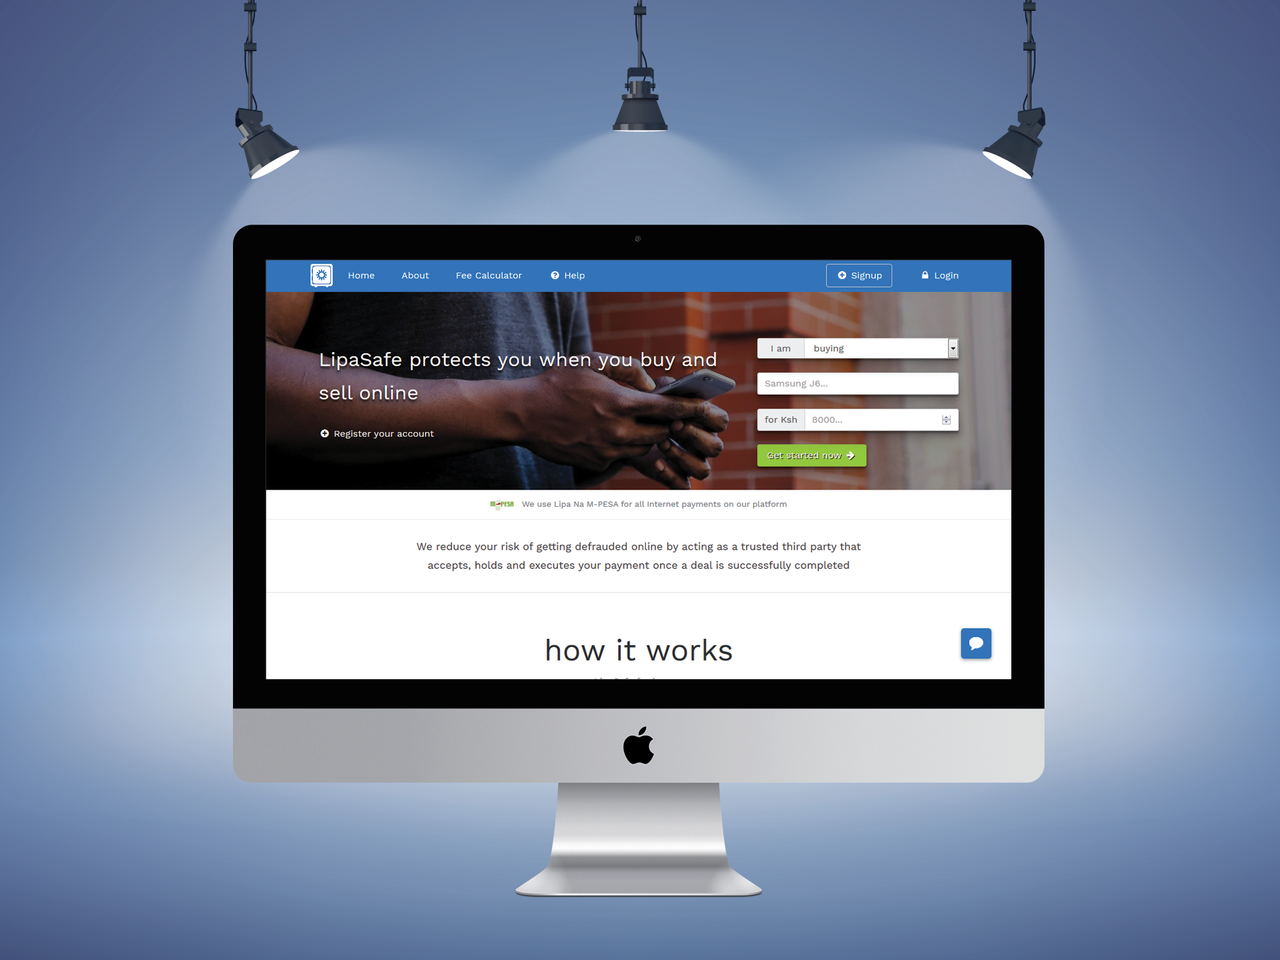 Home About Fee Calculator Help Signup Login
LipaSafe protects you when you buy and
sell online
Register your account
I am buying
Samsung J6...
for Ksh 8000...
Get started now
M-PESA We use Lipa Na M-PESA for all Internet payments on our platform
We reduce your risk of getting defrauded online by acting as a trusted third party that
accepts, holds and executes your payment once a deal is successfully completed
how it works